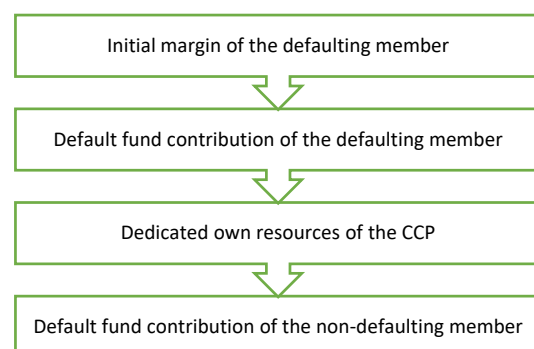 Initial margin of the defaulting member
Default fund contribution of the defaulting member
Dedicated own resources of the CCP
Default fund contribution of the non-defaulting member